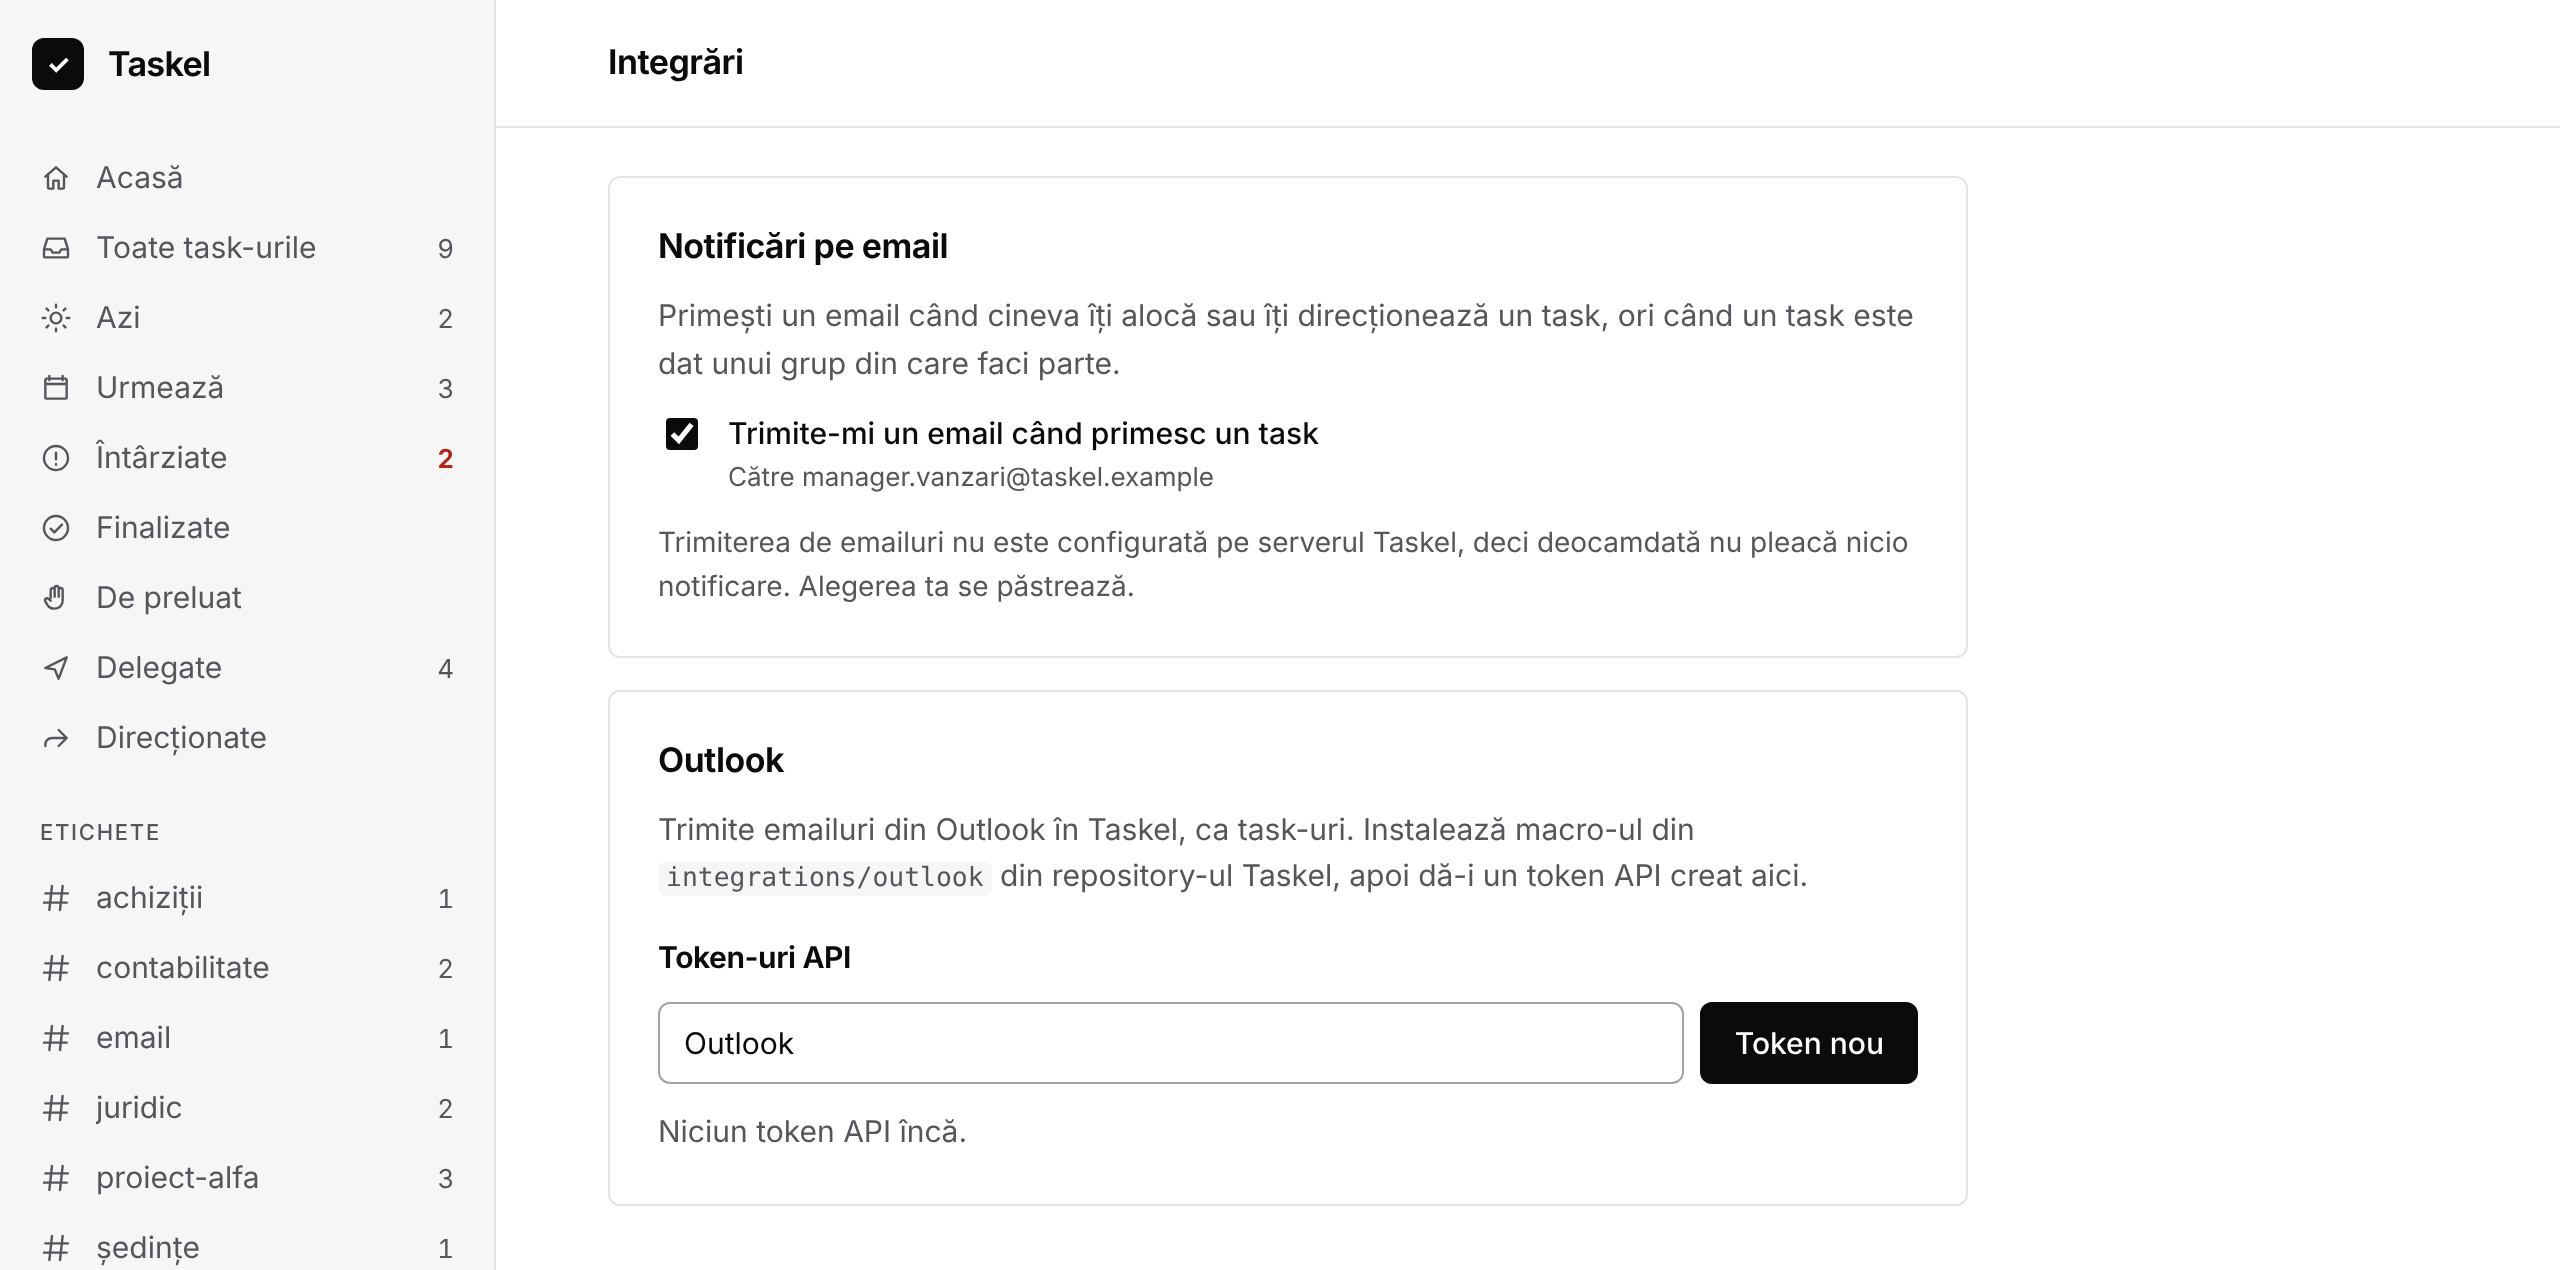 Taskel
Acasă
Toate task-urile 9
Azi 2
Urmează 3
Întârziate 2
Finalizate
De preluat
Delegate 4
Direcționate
ETICHETE
achiziții 1
contabilitate 2
email 1
juridic 2
proiect-alfa 3
ședințe 1
Integrări
Notificări pe email
Primești un email când cineva îți alocă sau îți direcționează un task, ori când un task este
dat unui grup din care faci parte.
Trimite-mi un email când primesc un task
Către manager.vanzari@taskel.example
Trimiterea de emailuri nu este configurată pe serverul Taskel, deci deocamdată nu pleacă nicio
notificare. Alegerea ta se păstrează.
Outlook
Trimite emailuri din Outlook în Taskel, ca task-uri. Instalează macro-ul din
integrations/outlook din repository-ul Taskel, apoi dă-i un token API creat aici.
Token-uri API
Outlook
Token nou
Niciun token API încă.